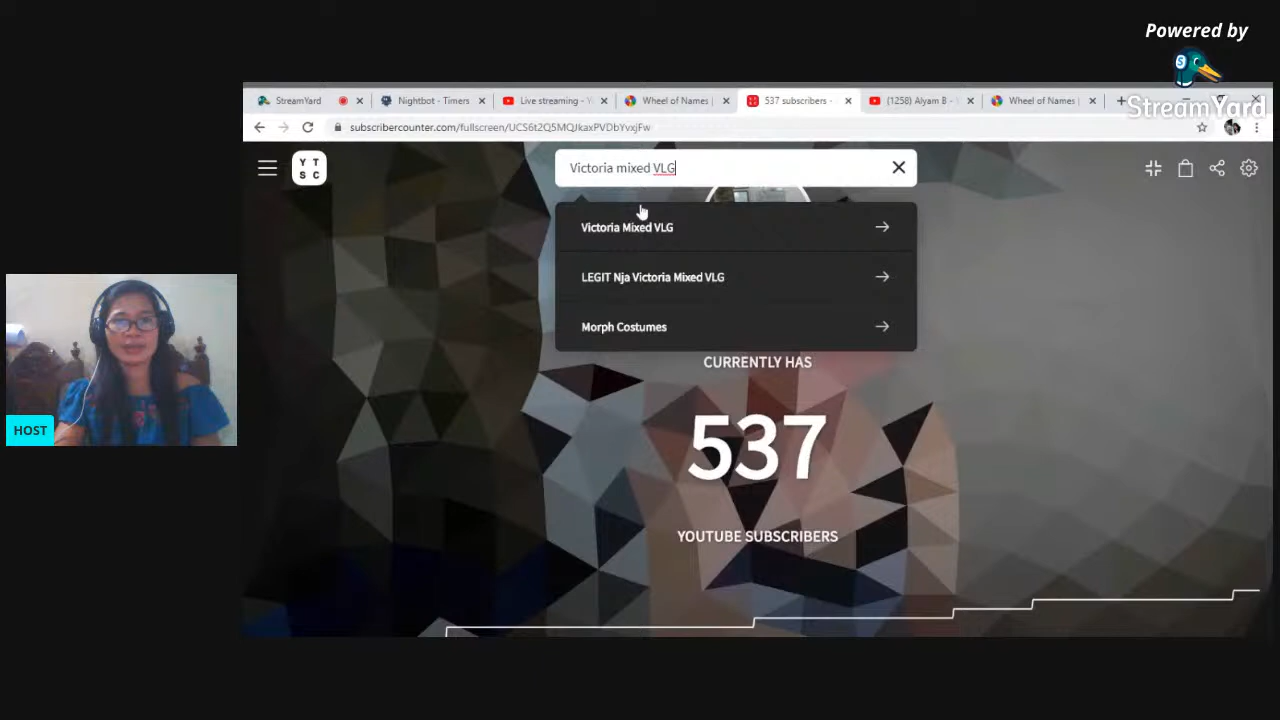 Powered by
StreamYard
StreamYard
Nightbot - Timers
Live streaming - Y
Wheel of Names |
537 subscribers -
(1258) Alyam B -
Wheel of Names |
subscribercounter.com/fullscreen/UCS6t2Q5MQJkaxPVDbYvxjFw
Y T
S C
Victoria mixed VLG
Victoria Mixed VLG
LEGIT Nja Victoria Mixed VLG
Morph Costumes
CURRENTLY HAS
537
YOUTUBE SUBSCRIBERS
HOST